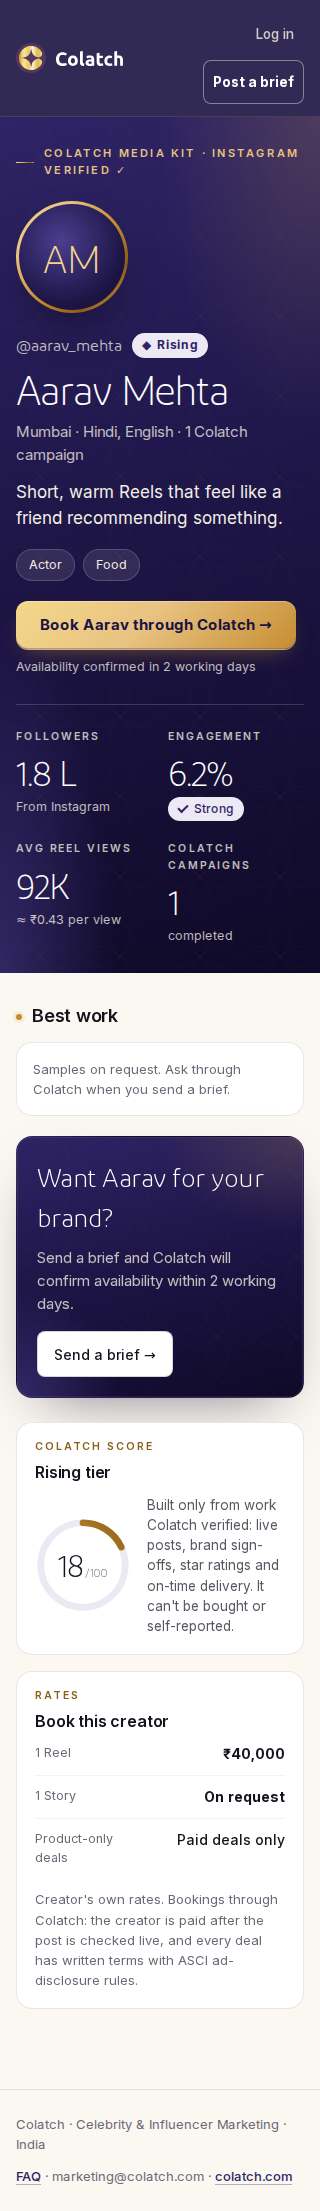 Log in
Colatch
Post a brief
COLATCH MEDIA KIT · INSTAGRAM
VERIFIED ✓
AM
@aarav_mehta ◆ Rising
Aarav Mehta
Mumbai · Hindi, English · 1 Colatch
campaign
Short, warm Reels that feel like a
friend recommending something.
Actor Food
Book Aarav through Colatch →
Availability confirmed in 2 working days
FOLLOWERS
1.8 L
From Instagram
ENGAGEMENT
6.2%
✓ Strong
AVG REEL VIEWS
92K
≈ ₹0.43 per view
COLATCH
CAMPAIGNS
1
completed
Best work
Samples on request. Ask through
Colatch when you send a brief.
Want Aarav for your
brand?
Send a brief and Colatch will
confirm availability within 2 working
days.
Send a brief →
COLATCH SCORE
Rising tier
18/100
Built only from work
Colatch verified: live
posts, brand sign-
offs, star ratings and
on-time delivery. It
can't be bought or
self-reported.
RATES
Book this creator
1 Reel ₹40,000
1 Story On request
Product-only
deals
Paid deals only
Creator's own rates. Bookings through
Colatch: the creator is paid after the
post is checked live, and every deal
has written terms with ASCI ad-
disclosure rules.
Colatch · Celebrity & Influencer Marketing ·
India
FAQ · marketing@colatch.com · colatch.com